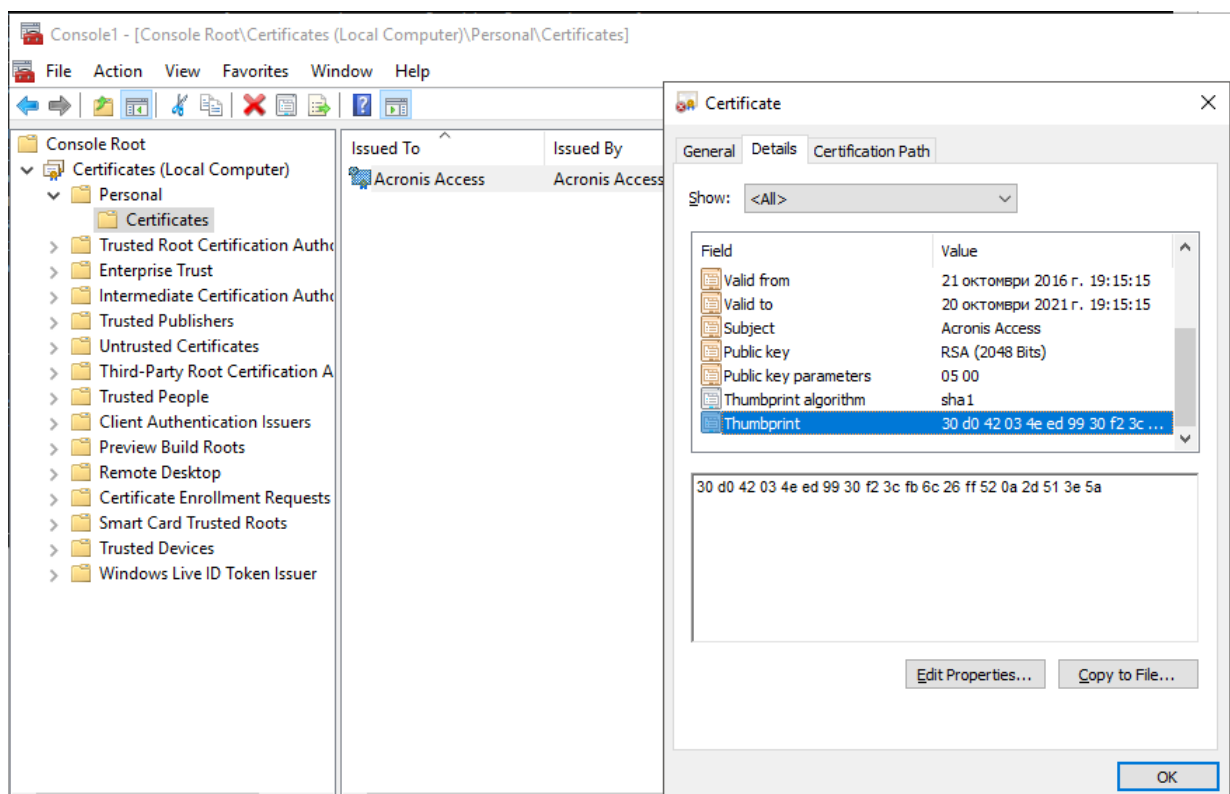 Console1 - [Console Root\Certificates (Local Computer)\Personal\Certificates]
File Action View Favorites Window Help
Console Root
Certificates (Local Computer)
Personal
Certificates
Trusted Root Certification Autho
Enterprise Trust
Intermediate Certification Autho
Trusted Publishers
Untrusted Certificates
Third-Party Root Certification A
Trusted People
Client Authentication Issuers
Preview Build Roots
Remote Desktop
Certificate Enrollment Requests
Smart Card Trusted Roots
Trusted Devices
Windows Live ID Token Issuer
Issued To Issued By
Acronis Access Acronis Access
Certificate
General Details Certification Path
Show: <All>
Field Value
Valid from 21 октомври 2016 г. 19:15:15
Valid to 20 октомври 2021 г. 19:15:15
Subject Acronis Access
Public key RSA (2048 Bits)
Public key parameters 05 00
Thumbprint algorithm sha1
Thumbprint 30 d0 42 03 4e ed 99 30 f2 3c ...
30 d0 42 03 4e ed 99 30 f2 3c fb 6c 26 ff 52 0a 2d 51 3e 5a
Edit Properties... Copy to File...
OK